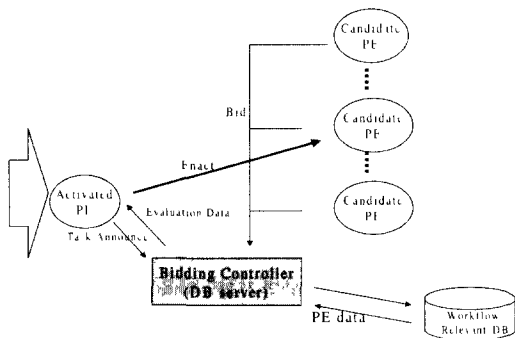 Candidate
PE
Bid
Candidate
PE
Enact
Activated
PE
Evaluation Data
Candidate
PE
Task Announce
Bidding Controller
(DB server)
PE data
Workflow
Relevant DB